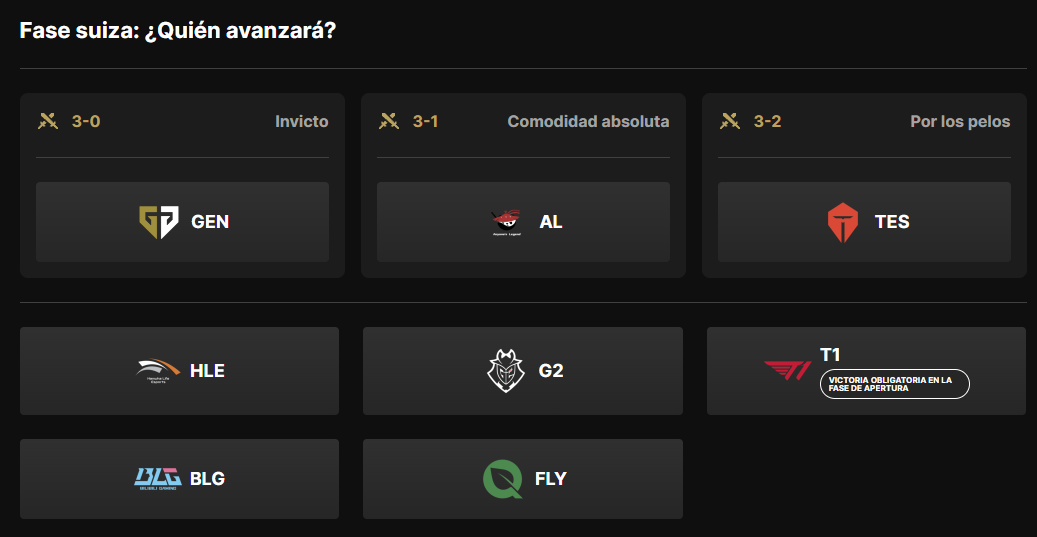 Fase suiza: ¿Quién avanzará?
3-0
Invicto
3-1
Comodidad absoluta
3-2
Por los pelos
GEN
AL
TES
HLE
G2
T1
VICTORIA OBLIGATORIA EN LA
FASE DE APERTURA
BLG
BLG
FLY